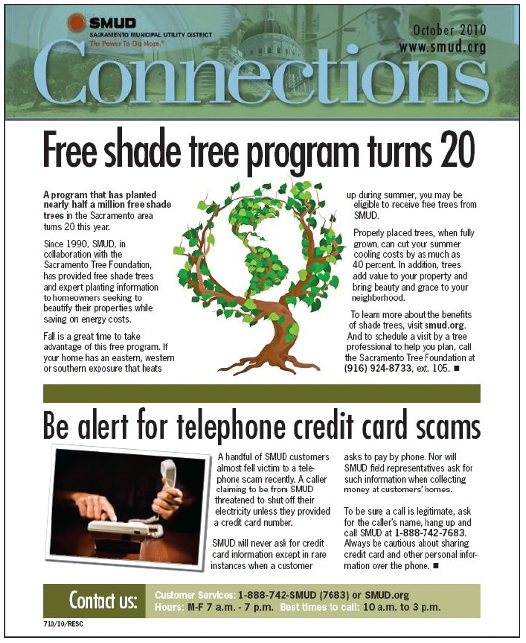 SMUD
SACRAMENTO MUNICIPAL UTILITY DISTRICT
The Power To Do More.®
October 2010
www.smud.org
Connections
Free shade tree program turns 20
A program that has planted
nearly half a million free shade
trees in the Sacramento area
turns 20 this year.
Since 1990, SMUD, in
collaboration with the
Sacramento Tree Foundation,
has provided free shade trees
and expert planting information
to homeowners seeking to
beautify their properties while
saving on energy costs.
Fall is a great time to take
advantage of this free program. If
your home has an eastern, western
or southern exposure that heats
up during summer, you may be
eligible to receive free trees from
SMUD.
Properly placed trees, when fully
grown, can cut your summer
cooling costs by as much as
40 percent. In addition, trees
add value to your property and
bring beauty and grace to your
neighborhood.
To learn more about the benefits
of shade trees, visit smud.org.
And to schedule a visit by a tree
professional to help you plan, call
the Sacramento Tree Foundation at
(916) 924-8733, ext. 105. ■
Be alert for telephone credit card scams
A handful of SMUD customers
almost fell victim to a tele-
phone scam recently. A caller
claiming to be from SMUD
threatened to shut off their
electricity unless they provided
a credit card number.
SMUD will never ask for credit
card information except in rare
instances when a customer
asks to pay by phone. Nor will
SMUD field representatives ask for
such information when collecting
money at customers' homes.
To be sure a call is legitimate, ask
for the caller's name, hang up and
call SMUD at 1-888-742-7683.
Always be cautious about sharing
credit card and other personal infor-
mation over the phone. ■
Contact us:
Customer Services: 1-888-742-SMUD (7683) or SMUD.org
Hours: M-F 7 a.m. - 7 p.m. Best times to call: 10 a.m. to 3 p.m.
710/10/RESC